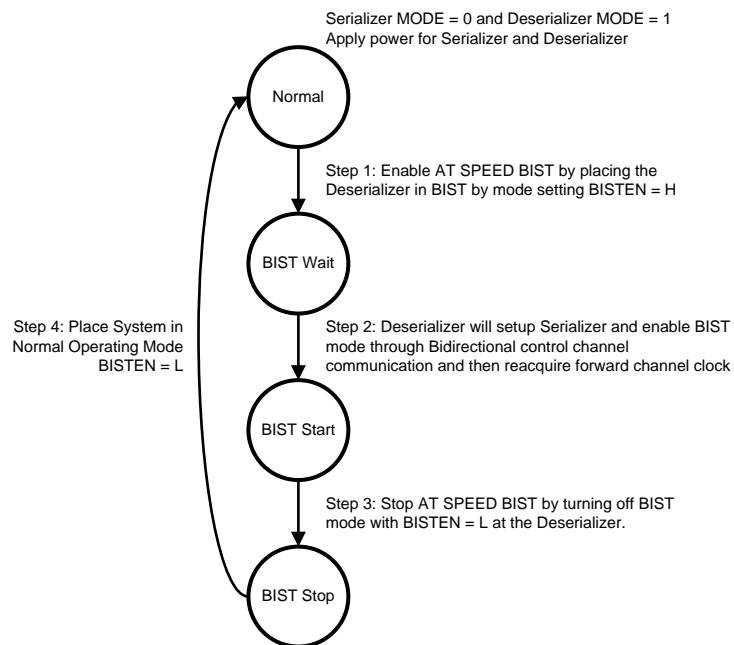 Serializer MODE = 0 and Deserializer MODE = 1
Apply power for Serializer and Deserializer
Normal
Step 1: Enable AT SPEED BIST by placing the
Deserializer in BIST by mode setting BISTEN = H
BIST Wait
Step 2: Deserializer will setup Serializer and enable BIST
mode through Bidirectional control channel
communication and then reacquire forward channel clock
Step 4: Place System in
Normal Operating Mode
BISTEN = L
BIST Start
Step 3: Stop AT SPEED BIST by turning off BIST
mode with BISTEN = L at the Deserializer.
BIST Stop